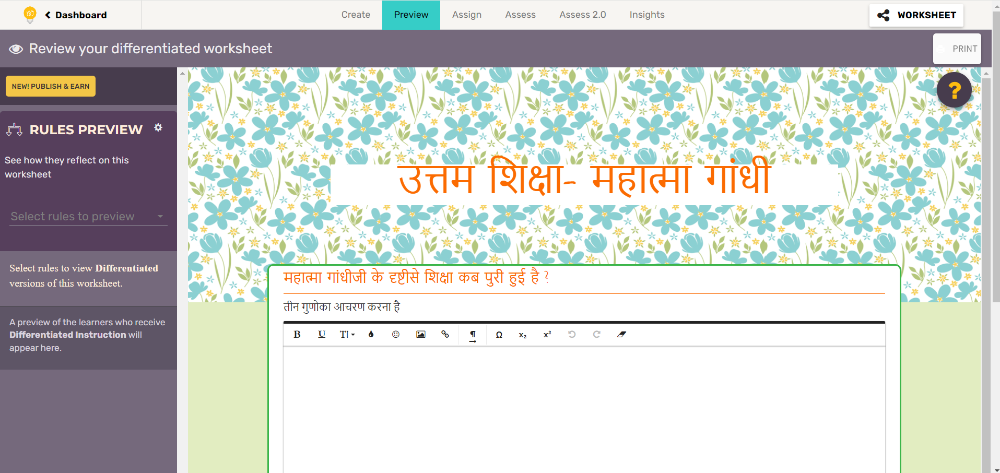 Dashboard
Create
Preview
Assign
Assess
Assess 2.0
Insights
WORKSHEET
Review your differentiated worksheet
PRINT
NEW! PUBLISH & EARN
RULES PREVIEW
See how they reflect on this
worksheet
Select rules to preview
Select rules to view Differentiated
versions of this worksheet.
A preview of the learners who receive
Differentiated Instruction will
appear here.
?
उत्तम शिक्षा- महात्मा गांधी
महात्मा गांधीजी के दृष्टीसे शिक्षा कब पुरी हुई है ?
तीन गुणोका आचरण करना है
B U T ¶ Ω x₂ x²